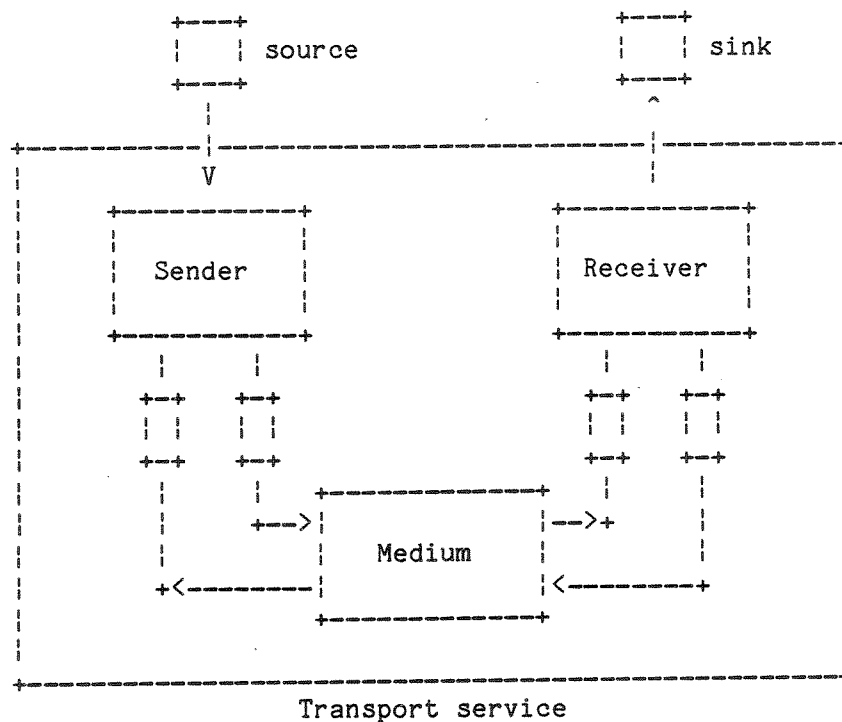 source
sink
Sender
Receiver
Medium
Transport service